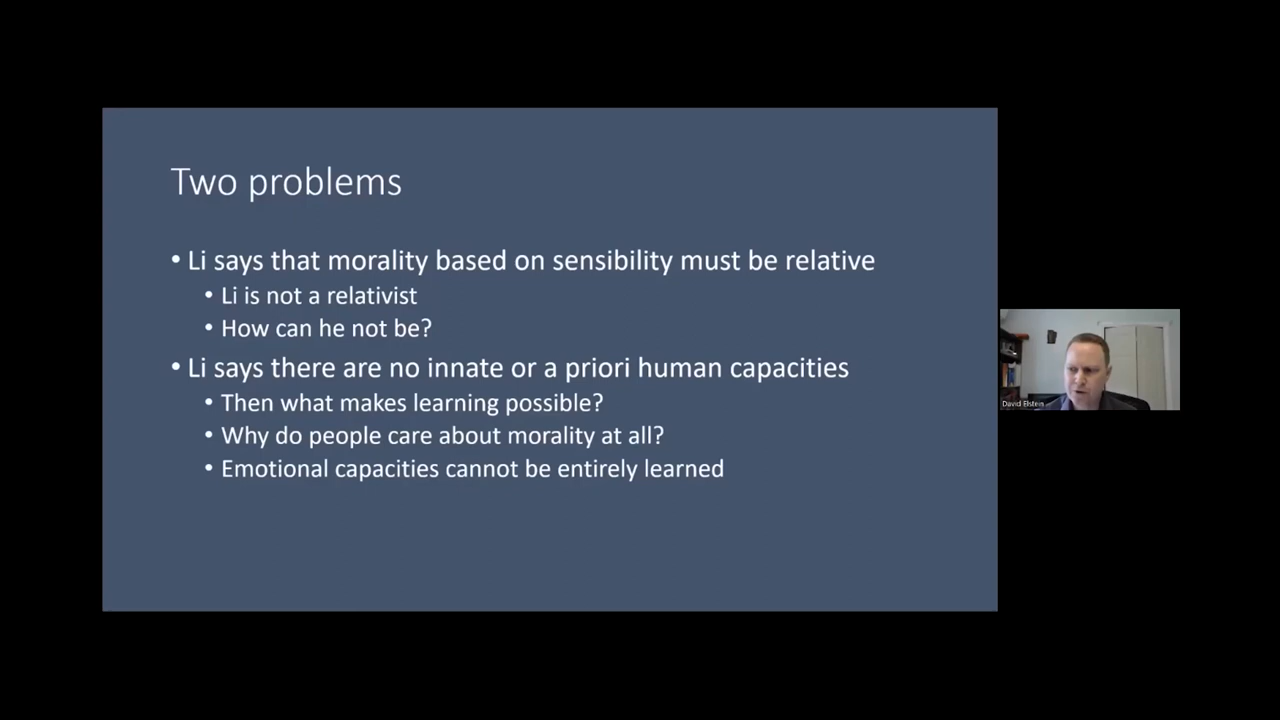 Two problems
• Li says that morality based on sensibility must be relative
• Li is not a relativist
• How can he not be?
• Li says there are no innate or a priori human capacities
• Then what makes learning possible?
• Why do people care about morality at all?
• Emotional capacities cannot be entirely learned
David Elstein